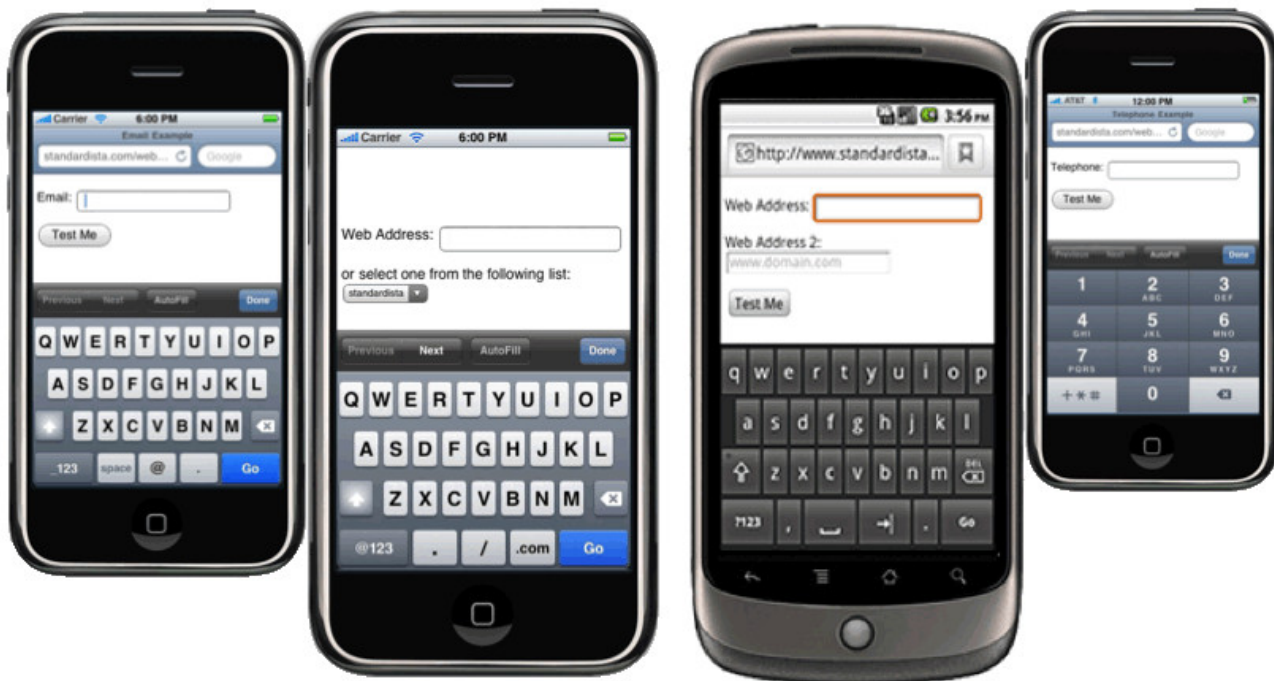 Carrier 6:00 PM
Email Example
standardista.com/web... Google
Email:
Test Me
Previous Next AutoFill Done
Q W E R T Y U I O P
A S D F G H J K L
Z X C V B N M
_123 space @ . Go
Carrier 6:00 PM
Web Address:
or select one from the following list:
standardista
Previous Next AutoFill Done
Q W E R T Y U I O P
A S D F G H J K L
Z X C V B N M
@123 . / .com Go
3:56 PM
http://www.standardista...
Web Address:
Web Address 2:
www.domain.com
Test Me
q w e r t y u i o p
a s d f g h j k l
z x c v b n m DEL
?123 , . Go
AT&T 12:00 PM
Telephone Example
standardista.com/web... Google
Telephone:
Test Me
Previous Next AutoFill Done
1 2 3
ABC DEF
4 5 6
GHI JKL MNO
7 8 9
PQRS TUV WXYZ
+ * # 0